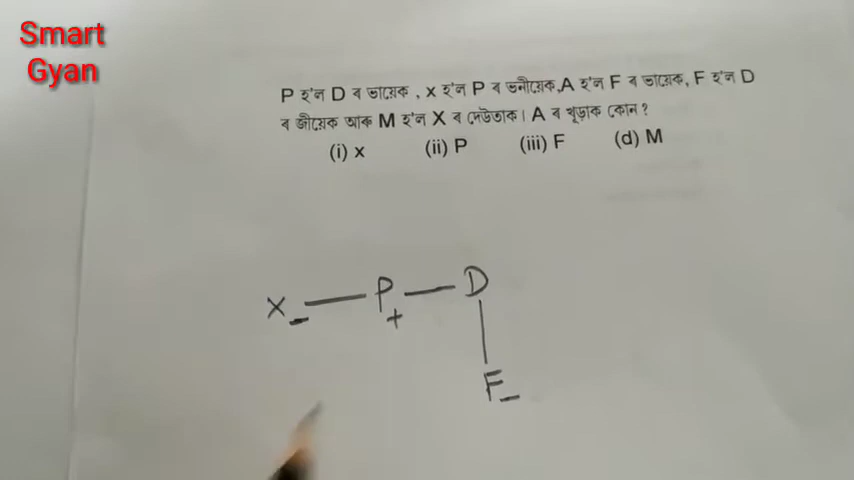 Smart
Gyan
P হ'ল D ৰ ভায়েক , x হ'ল P ৰ ভনীয়েক,A হ'ল F ৰ ভায়েক, F হ'ল D
ৰ জীয়েক আৰু M হ'ল X ৰ দেউতাক। A ৰ খুড়াক কোন?
(i) x (ii) P (iii) F (d) M
X — P — D
- +
F -